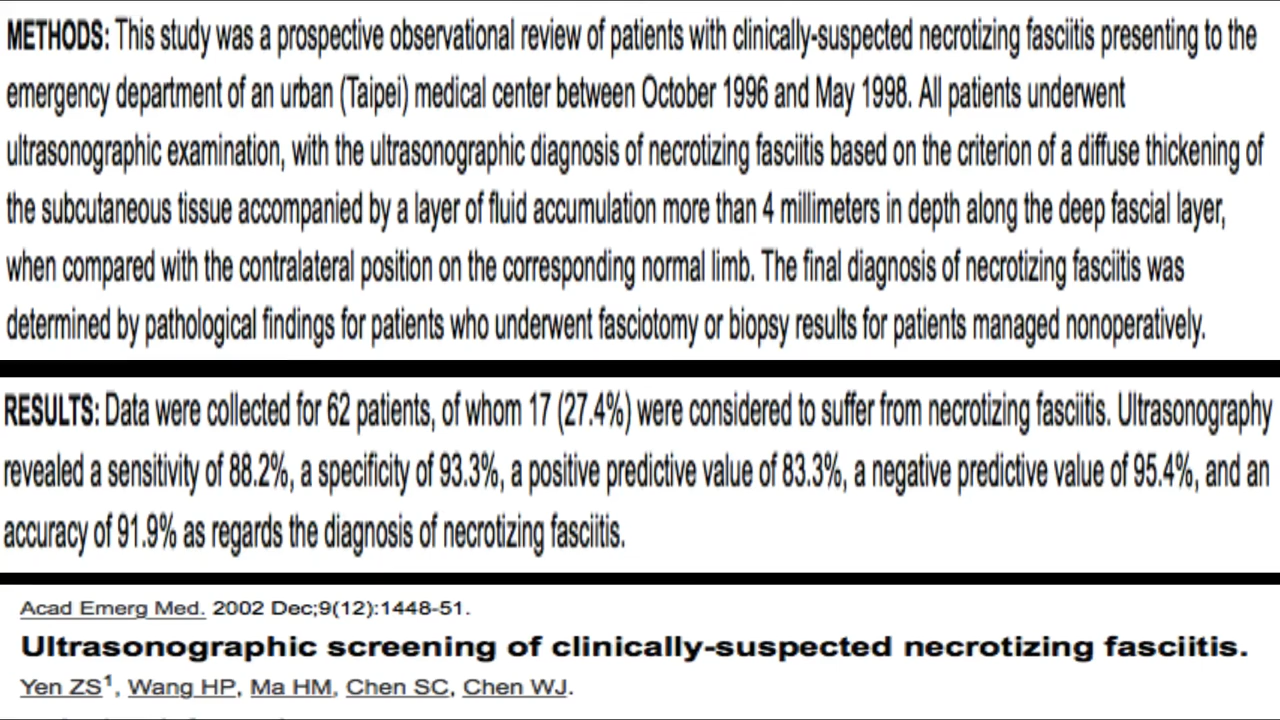 METHODS: This study was a prospective observational review of patients with clinically-suspected necrotizing fasciitis presenting to the
emergency department of an urban (Taipei) medical center between October 1996 and May 1998. All patients underwent
ultrasonographic examination, with the ultrasonographic diagnosis of necrotizing fasciitis based on the criterion of a diffuse thickening of
the subcutaneous tissue accompanied by a layer of fluid accumulation more than 4 millimeters in depth along the deep fascial layer,
when compared with the contralateral position on the corresponding normal limb. The final diagnosis of necrotizing fasciitis was
determined by pathological findings for patients who underwent fasciotomy or biopsy results for patients managed nonoperatively.
RESULTS: Data were collected for 62 patients, of whom 17 (27.4%) were considered to suffer from necrotizing fasciitis. Ultrasonography
revealed a sensitivity of 88.2%, a specificity of 93.3%, a positive predictive value of 83.3%, a negative predictive value of 95.4%, and an
accuracy of 91.9% as regards the diagnosis of necrotizing fasciitis.
Acad Emerg Med. 2002 Dec;9(12):1448-51.
Ultrasonographic screening of clinically-suspected necrotizing fasciitis.
Yen ZS1, Wang HP, Ma HM, Chen SC, Chen WJ.